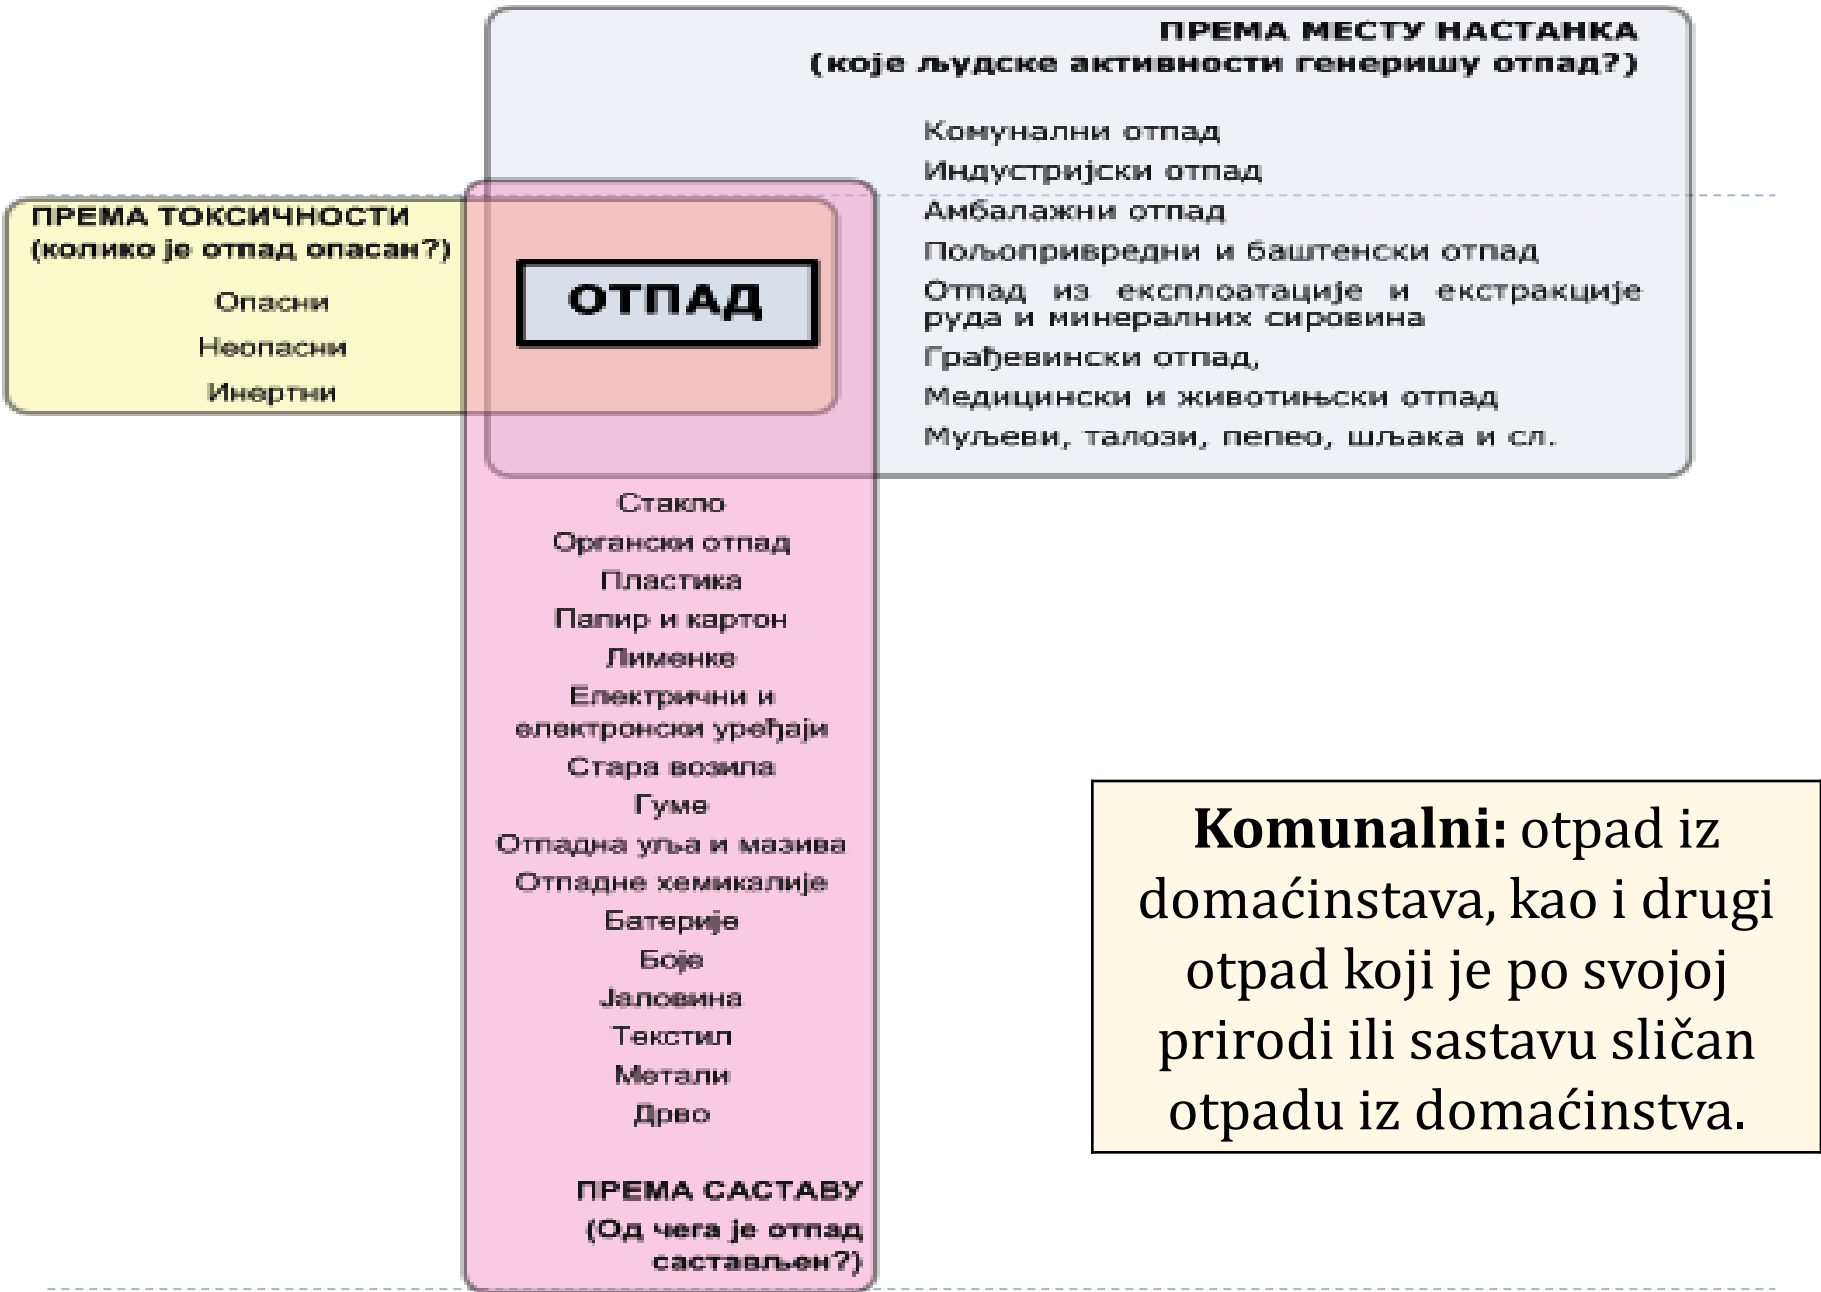 ПРЕМА МЕСТУ НАСТАНКА
(које људске активности генеришу отпад?)
Комунални отпад
Индустријски отпад
Амбалажни отпад
Пољопривредни и баштенски отпад
Отпад из експлоатације и екстракције
руда и минералних сировина
Грађевински отпад,
Медицински и животињски отпад
Муљеви, талози, пепео, шљака и сл.
ПРЕМА ТОКСИЧНОСТИ
(колико је отпад опасан?)
Опасни
Неопасни
Инертни
ОТПАД
Стакло
Органски отпад
Пластика
Папир и картон
Лименке
Електрични и
електронски уређаји
Стара возила
Гуме
Отпадна уља и мазива
Отпадне хемикалије
Батерије
Боје
Јаловина
Текстил
Метали
Дрво
ПРЕМА САСТАВУ
(Од чега је отпад
састављен?)
Komunalni: otpad iz
domaćinstava, kao i drugi
otpad koji je po svojoj
prirodi ili sastavu sličan
otpadu iz domaćinstva.